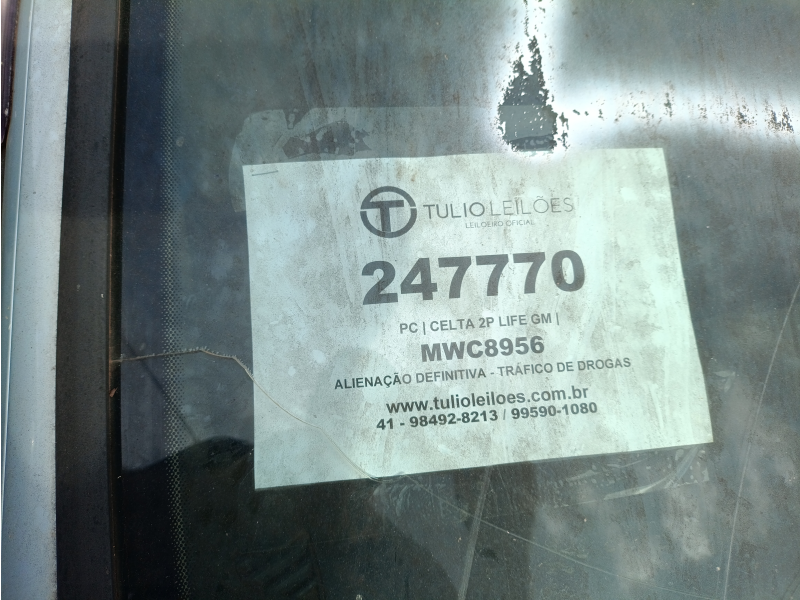 TULIO LEILÕES
LEILOEIRO OFICIAL
247770
PC | CELTA 2P LIFE GM |
MWC8956
ALIENAÇÃO DEFINITIVA - TRÁFICO DE DROGAS
www.tulioleiloes.com.br
41 - 98492-8213 / 99590-1080